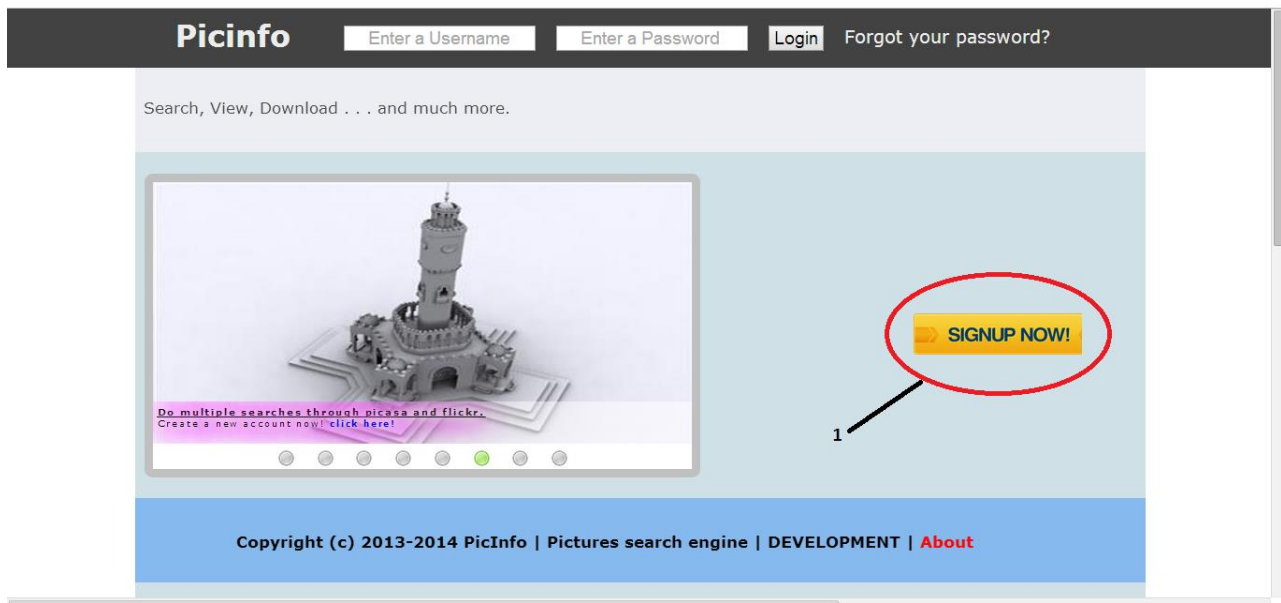 Picinfo Enter a Username Enter a Password Login Forgot your password?
Search, View, Download . . . and much more.
SIGNUP NOW!
Do multiple searches through picasa and flickr.
Create a new account now! click here!
1
Copyright (c) 2013-2014 PicInfo | Pictures search engine | DEVELOPMENT | About